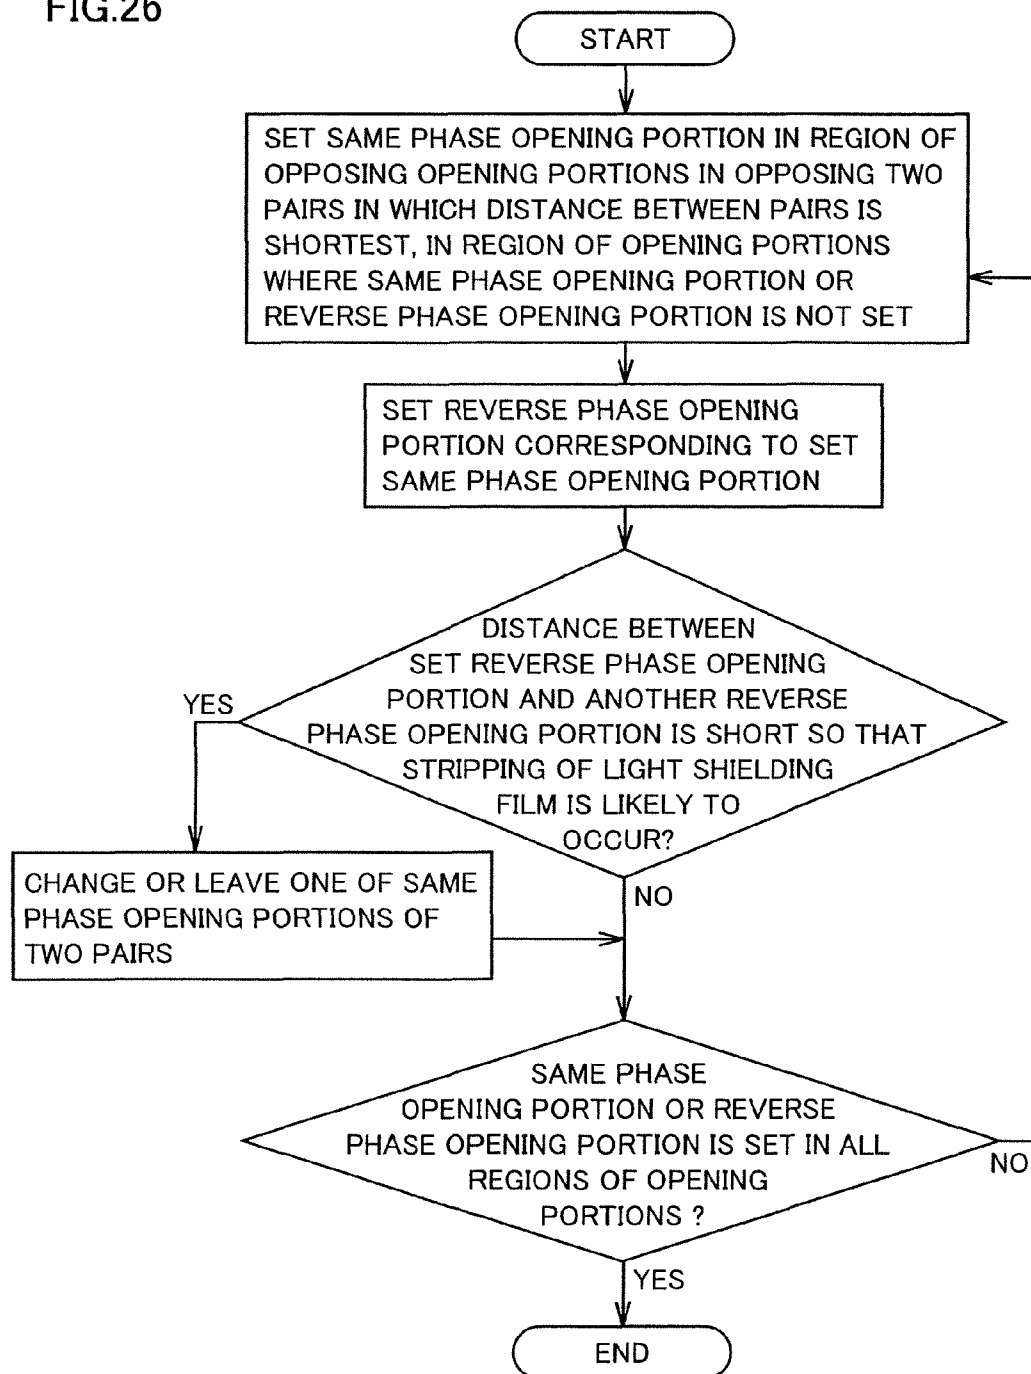 FIG.26
START
SET SAME PHASE OPENING PORTION IN REGION OF
OPPOSING OPENING PORTIONS IN OPPOSING TWO
PAIRS IN WHICH DISTANCE BETWEEN PAIRS IS
SHORTEST, IN REGION OF OPENING PORTIONS
WHERE SAME PHASE OPENING PORTION OR
REVERSE PHASE OPENING PORTION IS NOT SET
SET REVERSE PHASE OPENING
PORTION CORRESPONDING TO SET
SAME PHASE OPENING PORTION
DISTANCE BETWEEN
SET REVERSE PHASE OPENING
PORTION AND ANOTHER REVERSE
PHASE OPENING PORTION IS SHORT SO THAT
STRIPPING OF LIGHT SHIELDING
FILM IS LIKELY TO
OCCUR?
YES
CHANGE OR LEAVE ONE OF SAME
PHASE OPENING PORTIONS OF
TWO PAIRS
NO
SAME PHASE
OPENING PORTION OR REVERSE
PHASE OPENING PORTION IS SET IN ALL
REGIONS OF OPENING
PORTIONS ?
NO
YES
END